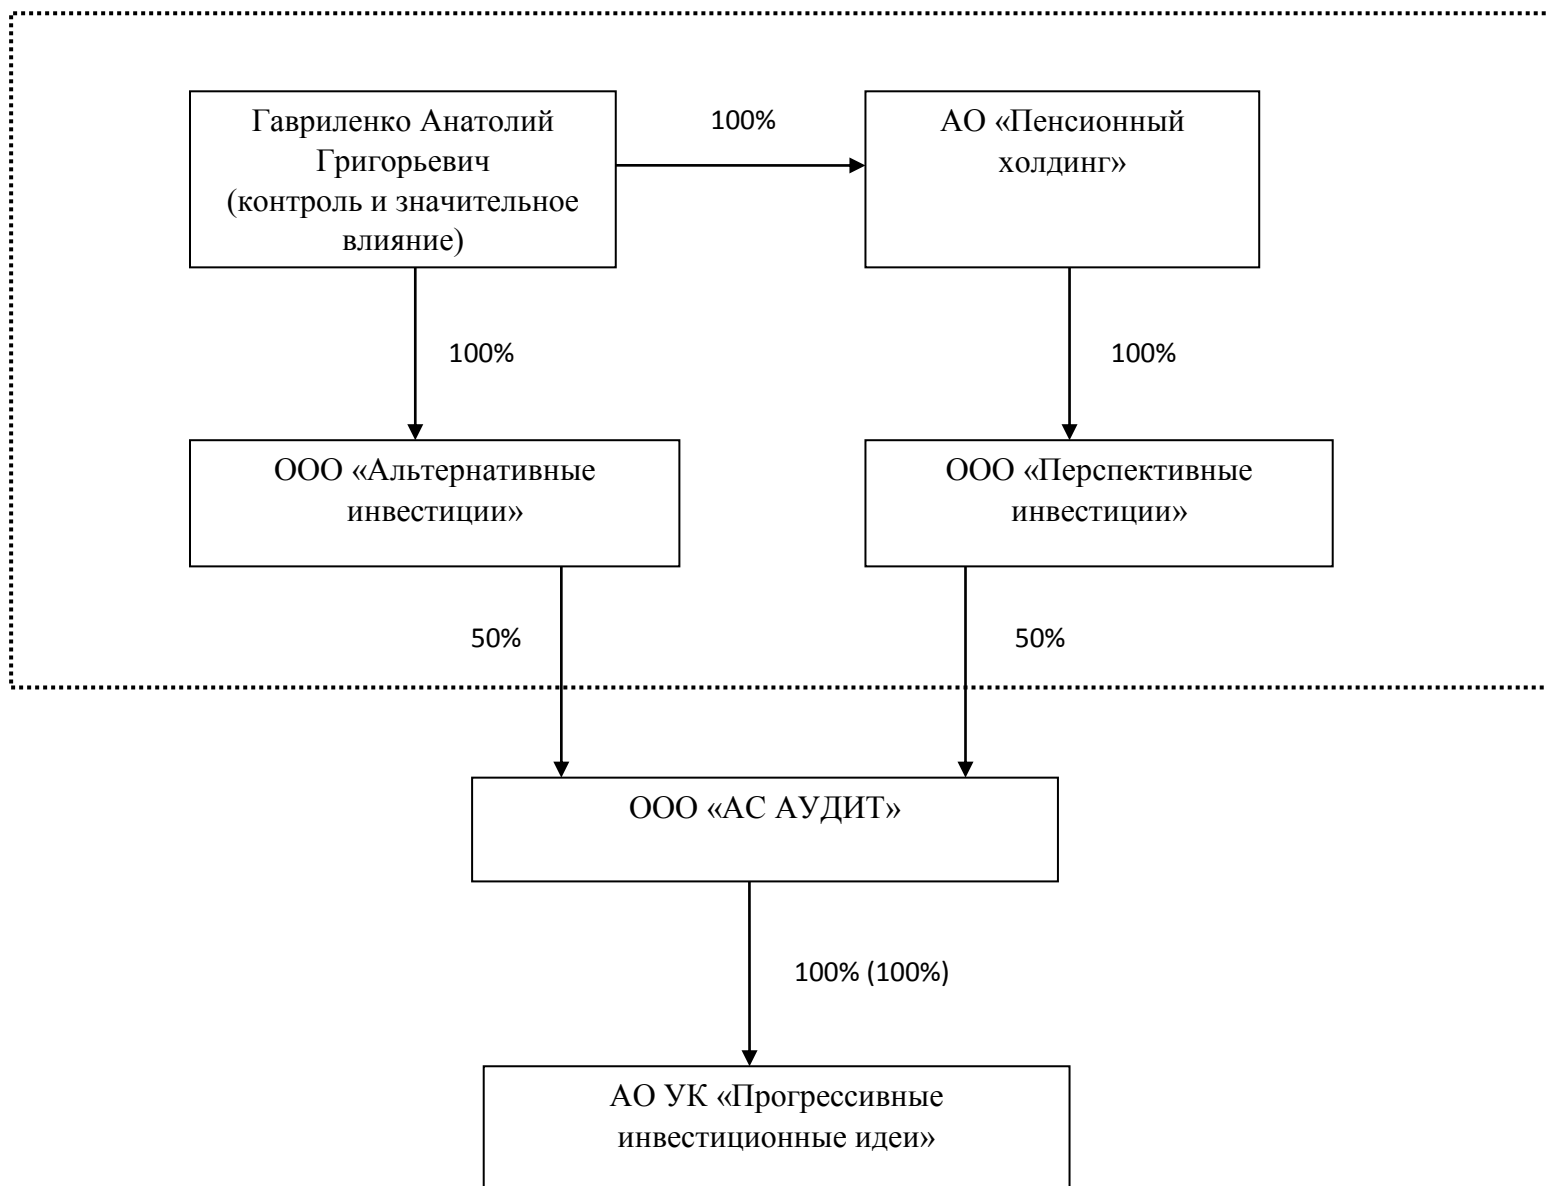 Гавриленко Анатолий
Григорьевич
(контроль и значительное
влияние)
100%
АО «Пенсионный
холдинг»
100%
100%
ООО «Альтернативные
инвестиции»
ООО «Перспективные
инвестиции»
50%
50%
ООО «АС АУДИТ»
100% (100%)
АО УК «Прогрессивные
инвестиционные идеи»